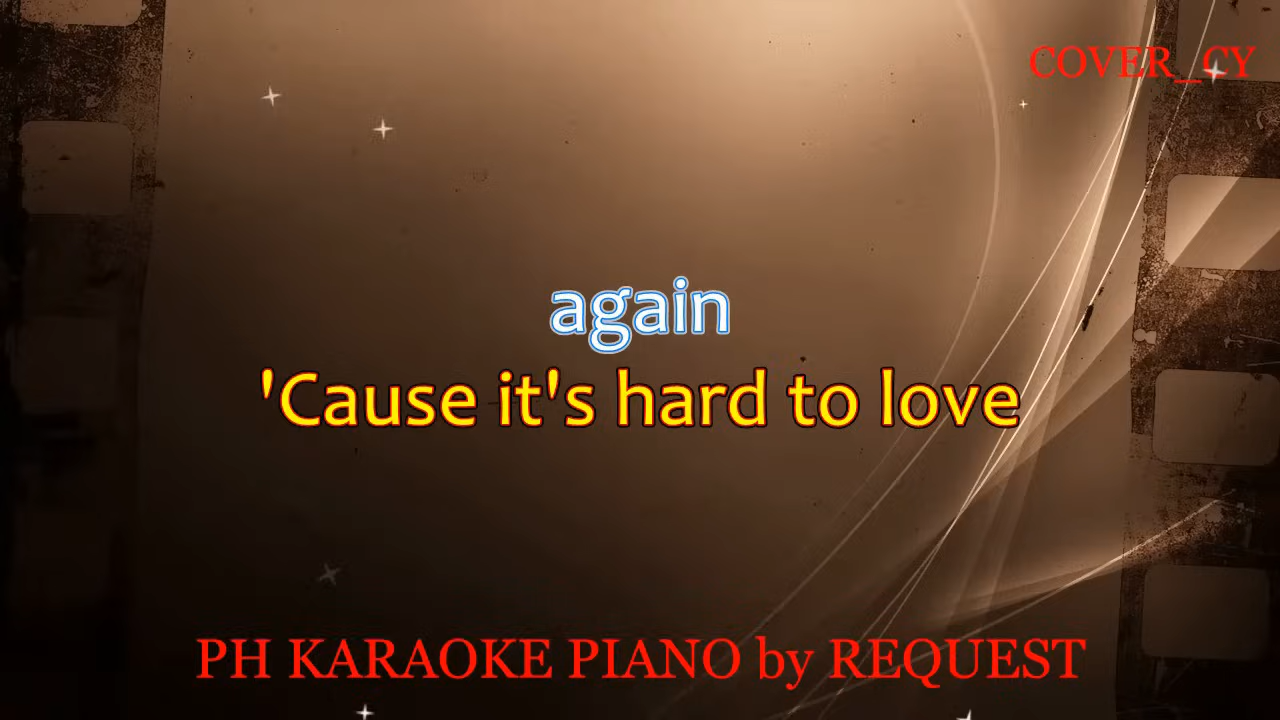 COVER_CY
again
'Cause it's hard to love
PH KARAOKE PIANO by REQUEST